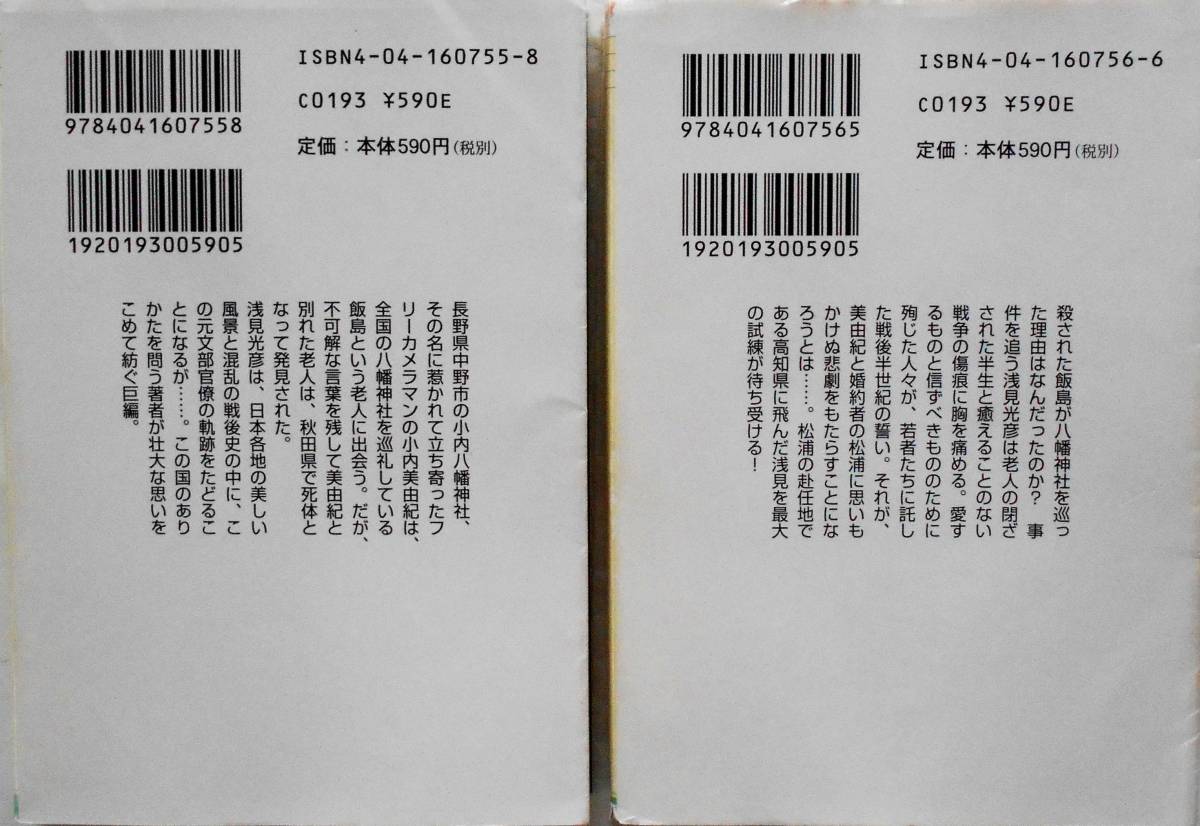 ISBN4-04-160755-8
C0193 ¥590E
9784041607558
定価：本体590円（税別）
1920193005905
長野県中野市の小内八幡神社、
その名に惹かれて立ち寄ったフ
リーカメラマンの小内美由紀は、
全国の八幡神社を巡礼している
飯島という老人に出会う。だが、
不可解な言葉を残して美由紀と
別れた老人は、秋田県で死体と
なって発見された。
浅見光彦は、日本各地の美しい
風景と混乱の戦後史の中に、こ
の元文部官僚の軌跡をたどるこ
とになるが……。この国のあり
かたを問う著者が壮大な思いを
こめて紡ぐ巨編。
ISBN4-04-160756-6
C0193 ¥590E
9784041607565
定価：本体590円（税別）
1920193005905
殺された飯島が八幡神社を巡っ
た理由はなんだったのか？　事
件を追う浅見光彦は老人の閉ざ
された半生と癒えることのない
戦争の傷痕に胸を痛める。愛す
るものと信ずべきもののために
殉じた人々が、若者たちに託し
た戦後半世紀の誓い。それが、
美由紀と婚約者の松浦に思いも
かけぬ悲劇をもたらすことにな
ろうとは……。松浦の赴任地で
ある高知県に飛んだ浅見を最大
の試練が待ち受ける！